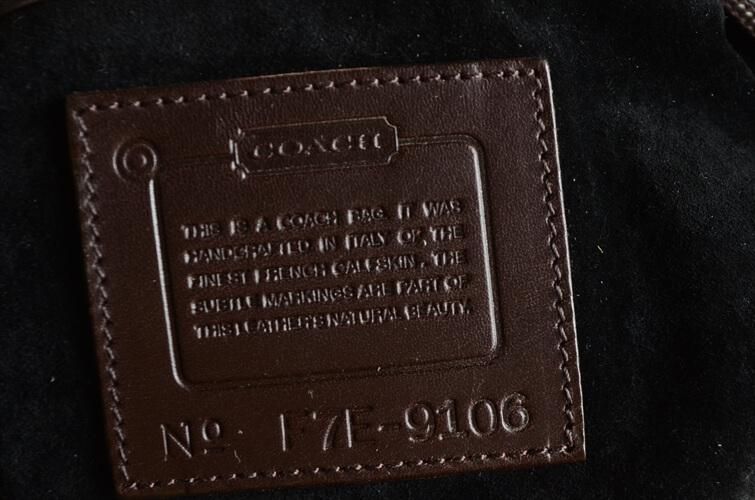 COACH
THIS IS A COACH BAG. IT WAS
HANDCRAFTED IN ITALY OF THE
FINEST FRENCH CALFSKIN. THE
SUBTLE MARKINGS ARE PART OF
THIS LEATHER'S NATURAL BEAUTY.
No F7E-9106